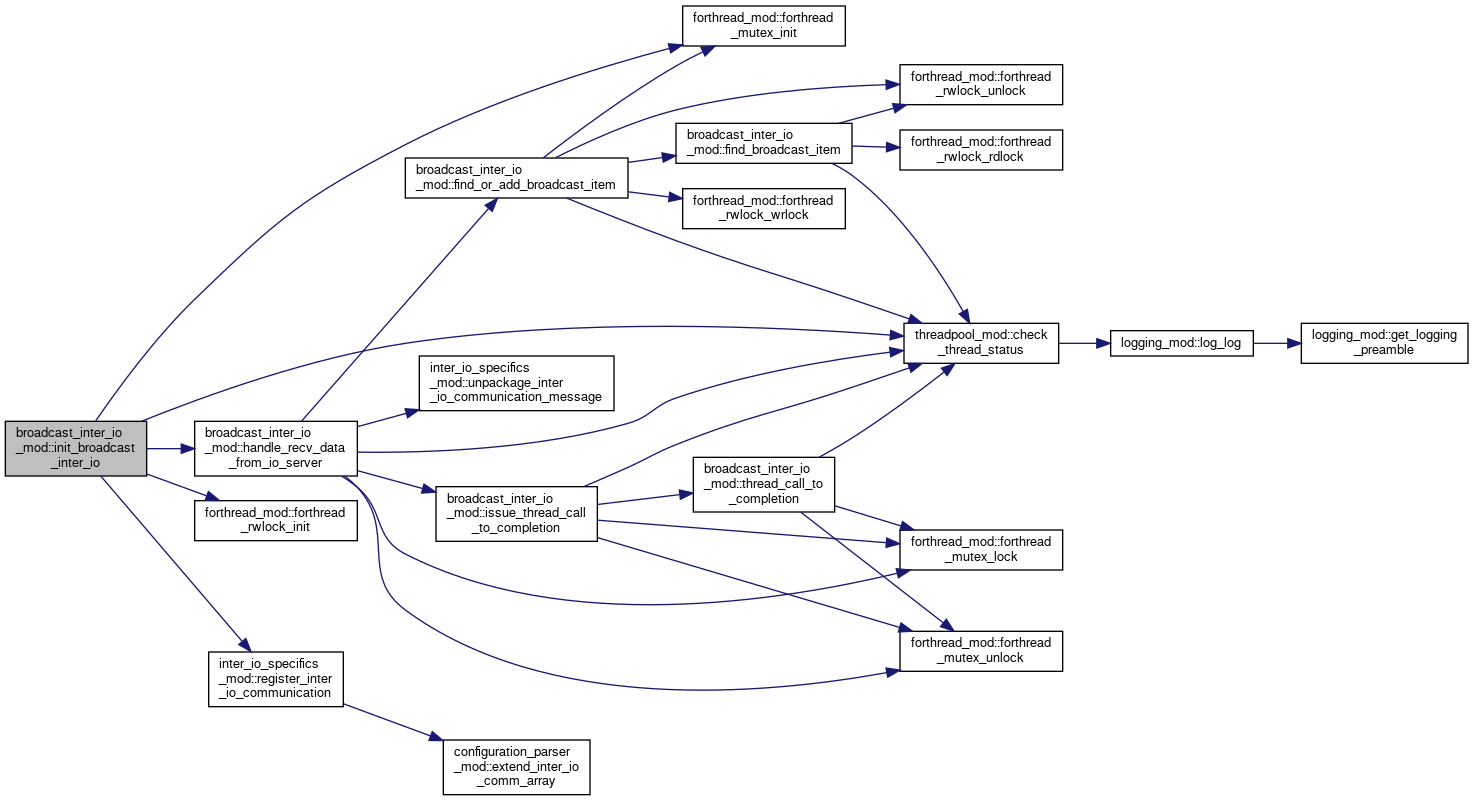 forthread_mod::forthread
_mutex_init
forthread_mod::forthread
_rwlock_unlock
broadcast_inter_io
_mod::find_broadcast_item
forthread_mod::forthread
_rwlock_rdlock
broadcast_inter_io
_mod::find_or_add_broadcast_item
forthread_mod::forthread
_rwlock_wrlock
threadpool_mod::check
_thread_status
logging_mod::log_log
logging_mod::get_logging
_preamble
inter_io_specifics
_mod::unpackage_inter
_io_communication_message
broadcast_inter_io
_mod::init_broadcast
_inter_io
broadcast_inter_io
_mod::handle_recv_data
_from_io_server
broadcast_inter_io
_mod::thread_call_to
_completion
broadcast_inter_io
_mod::issue_thread_call
_to_completion
forthread_mod::forthread
_rwlock_init
forthread_mod::forthread
_mutex_lock
forthread_mod::forthread
_mutex_unlock
inter_io_specifics
_mod::register_inter
_io_communication
configuration_parser
_mod::extend_inter_io
_comm_array